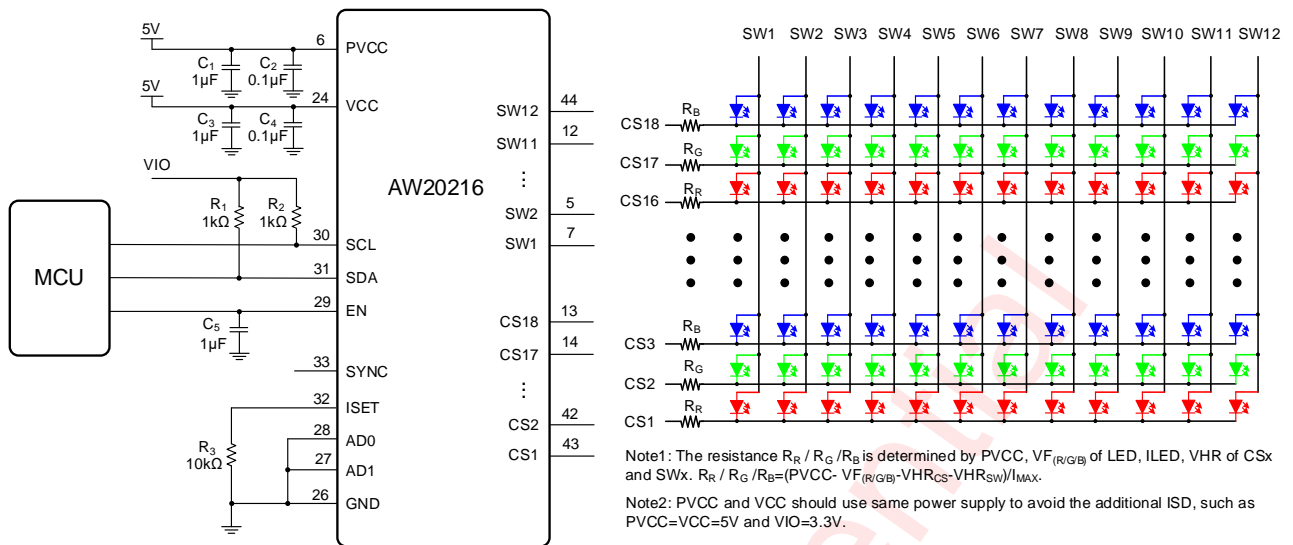 5V
C1
1µF
C2
0.1µF
6
PVCC
5V
C3
1µF
C4
0.1µF
24
VCC
VIO
R1
1kΩ
R2
1kΩ
MCU
30
SCL
31
SDA
29
EN
C5
1µF
33
SYNC
32
ISET
28
AD0
27
AD1
26
GND
R3
10kΩ
AW20216
SW12
44
SW11
12
⋮
SW2
5
SW1
7
CS18
13
CS17
14
⋮
CS2
42
CS1
43
SW1 SW2 SW3 SW4 SW5 SW6 SW7 SW8 SW9 SW10 SW11 SW12
CS18 RB
CS17 RG
CS16 RR
CS3 RB
CS2 RG
CS1 RR
Note1: The resistance RR / RG /RB is determined by PVCC, VF(R/G/B) of LED, ILED, VHR of CSx
and SWx. RR / RG /RB=(PVCC- VF(R/G/B)-VHRCS-VHRSW)/IMAX.
Note2: PVCC and VCC should use same power supply to avoid the additional ISD, such as
PVCC=VCC=5V and VIO=3.3V.